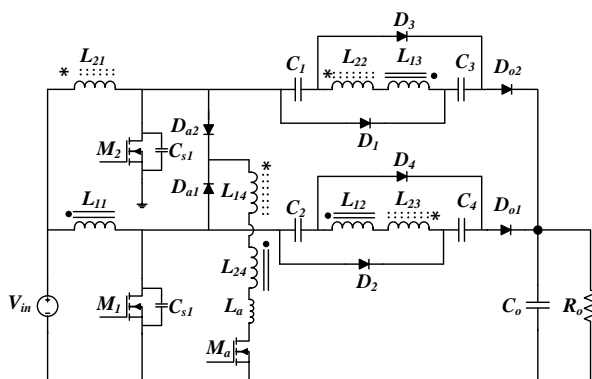 D3
* L21
C1
* L22
L13
C3
Do2
Da2
M2
Cs1
D1
*
D4
L11
Da1
L14
C2
L12
L23 *
C4
Do1
L24
D2
Vin
M1
Cs1
La
Co
Ro
Ma